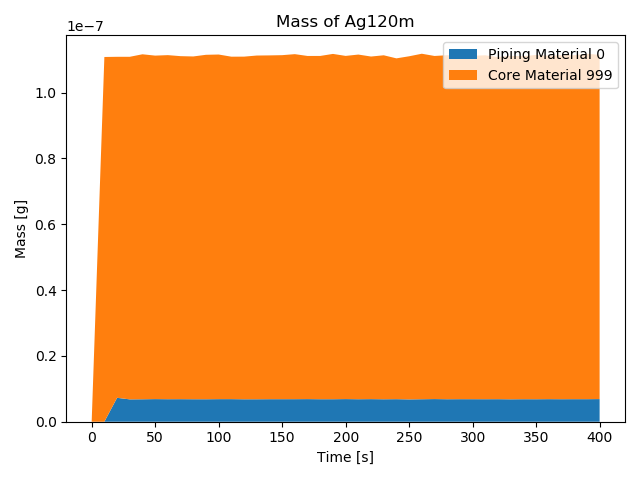 Mass of Ag120m
1e−7
Piping Material 0
Core Material 999
1.0
0.8
0.6
0.4
0.2
0.0
Mass [g]
0 50 100 150 200 250 300 350 400
Time [s]